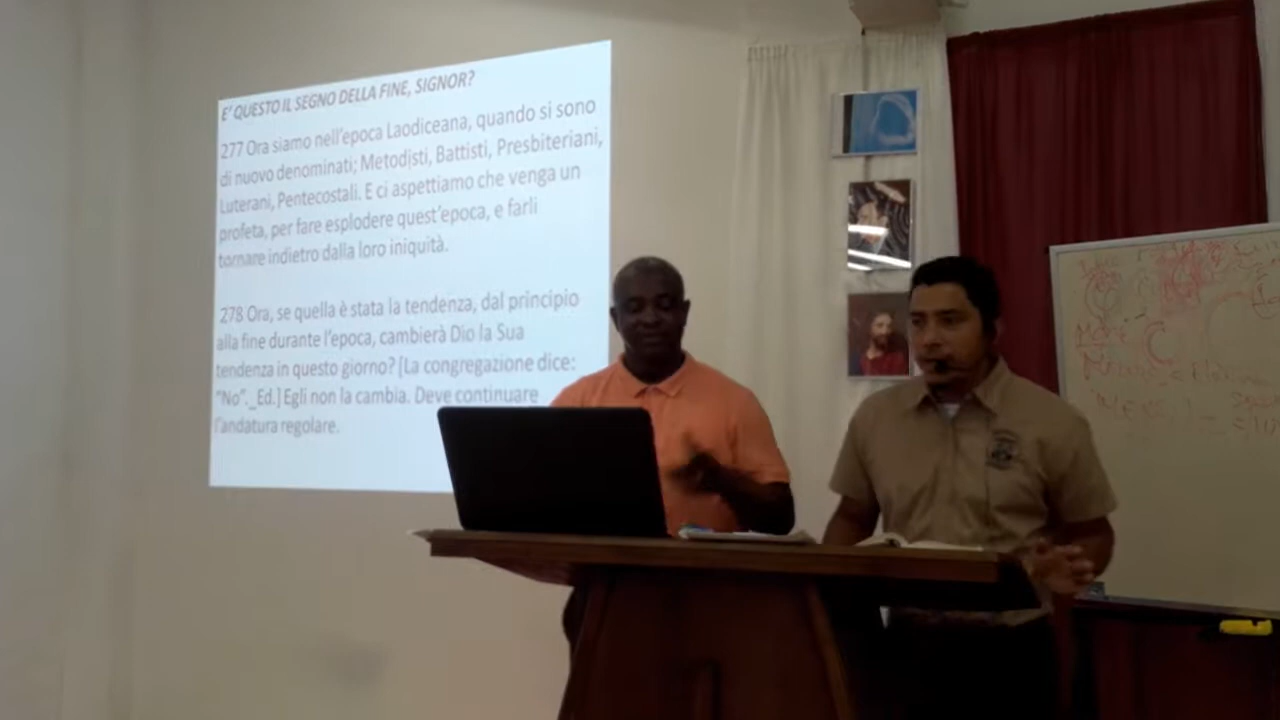 E' QUESTO IL SEGNO DELLA FINE, SIGNOR?
277 Ora siamo nell'epoca Laodiceana, quando si sono
di nuovo denominati; Metodisti, Battisti, Presbiteriani,
Luterani, Pentecostali. E ci aspettiamo che venga un
profeta, per fare esplodere quest'epoca, e farli
tornare indietro dalla loro iniquità.
278 Ora, se quella è stata la tendenza, dal principio
alla fine durante l'epoca, cambierà Dio la Sua
tendenza in questo giorno? [La congregazione dice:
"No"._Ed.] Egli non la cambia. Deve continuare
l'andatura regolare.